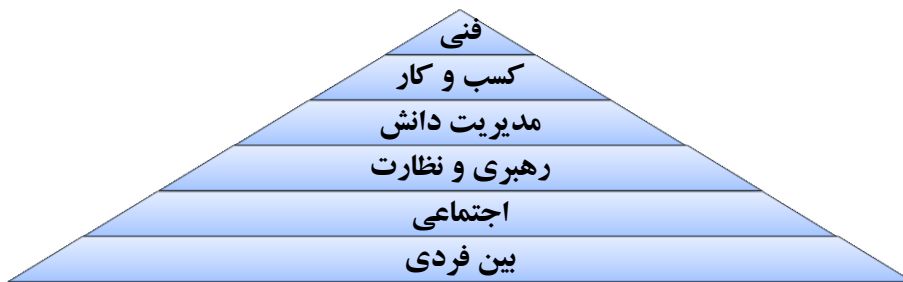 فنی
کسب و کار
مدیریت دانش
رهبری و نظارت
اجتماعی
بین فردی